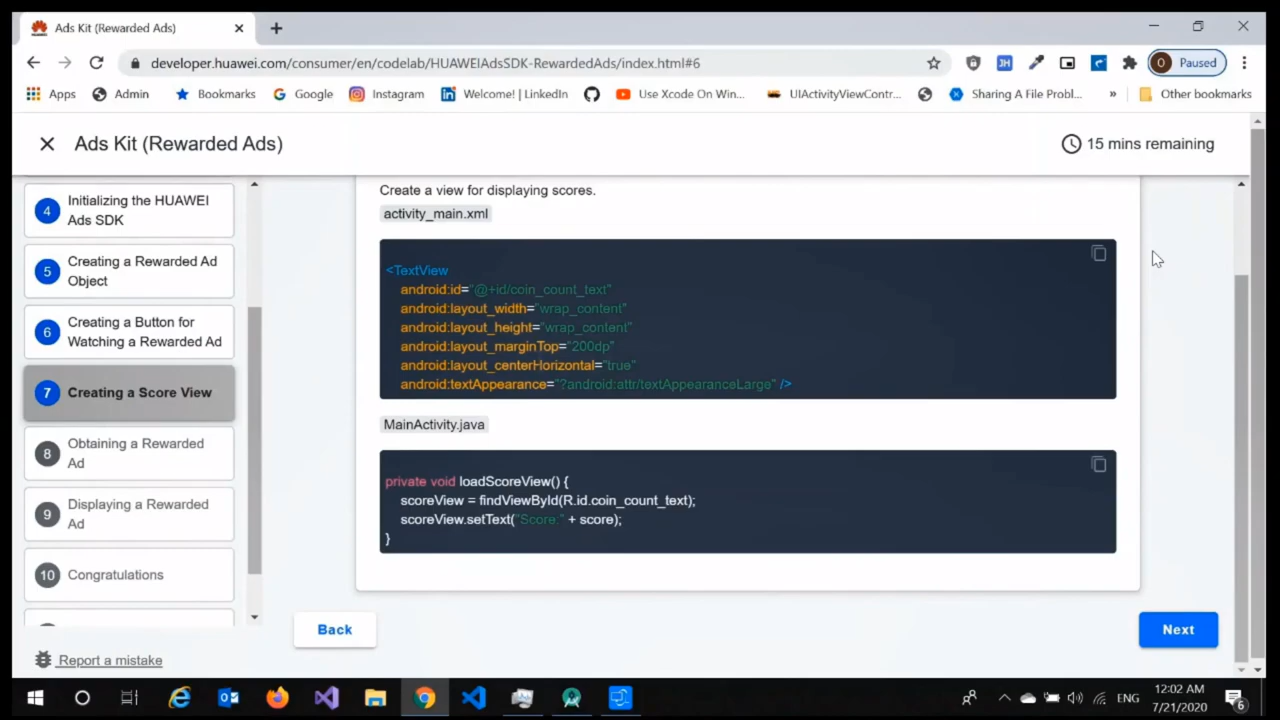 Ads Kit (Rewarded Ads)
developer.huawei.com/consumer/en/codelab/HUAWEIAdsSDK-RewardedAds/index.html#6
JH
O Paused
Apps Admin Bookmarks Google Instagram Welcome! | LinkedIn Use Xcode On Win... UIActivityViewContr... Sharing A File Probl... » Other bookmarks
Ads Kit (Rewarded Ads)
15 mins remaining
4 Initializing the HUAWEI
Ads SDK
5 Creating a Rewarded Ad
Object
6 Creating a Button for
Watching a Rewarded Ad
7 Creating a Score View
8 Obtaining a Rewarded
Ad
9 Displaying a Rewarded
Ad
10 Congratulations
Report a mistake
Create a view for displaying scores.
activity_main.xml
<TextView
android:id="@+id/coin_count_text"
android:layout_width="wrap_content"
android:layout_height="wrap_content"
android:layout_marginTop="200dp"
android:layout_centerHorizontal="true"
android:textAppearance="?android:attr/textAppearanceLarge" />
MainActivity.java
private void loadScoreView() {
scoreView = findViewById(R.id.coin_count_text);
scoreView.setText("Score:" + score);
}
Back
Next
ENG
12:02 AM
7/21/2020
6